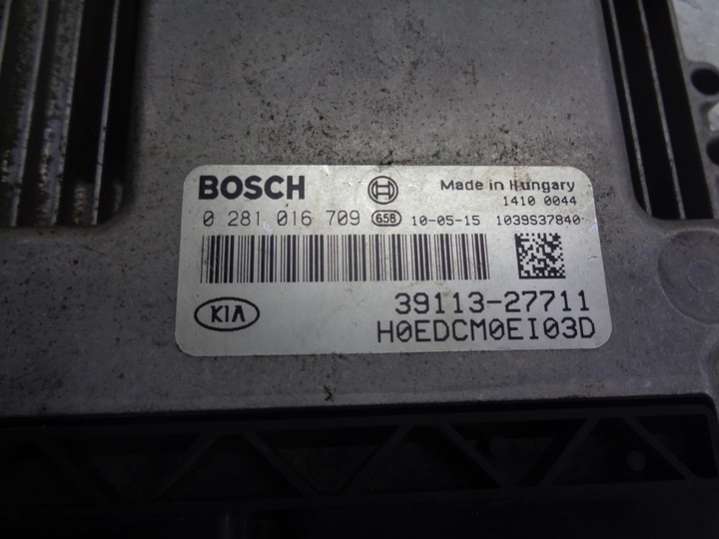 BOSCH Made in Hungary
1410 0044
0 281 016 709 658 10-05-15 1039S37840
39113-27711
KIA
H0EDCM0EI03D